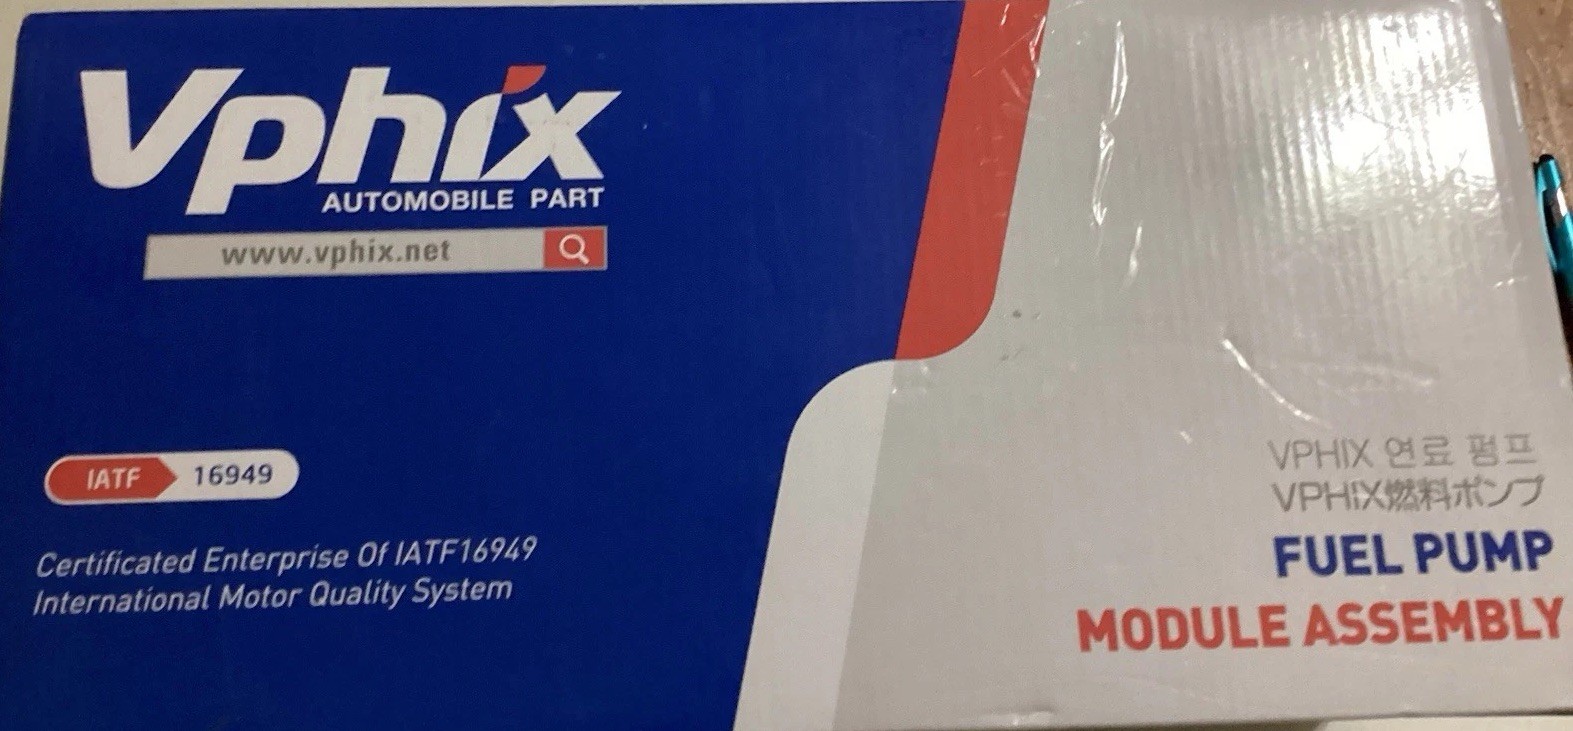 Vphix
AUTOMOBILE PART
www.vphix.net
IATF 16949
Certificated Enterprise Of IATF16949
International Motor Quality System
VPHIX 연료 펌프
VPHIX燃料ポンプ
FUEL PUMP
MODULE ASSEMBLY